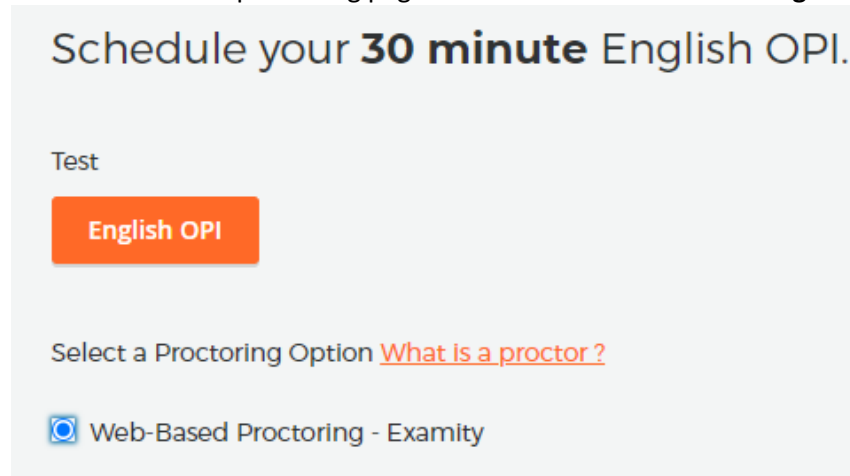 Schedule your 30 minute English OPI.
Test
English OPI
Select a Proctoring Option What is a proctor ?
Web-Based Proctoring - Examity